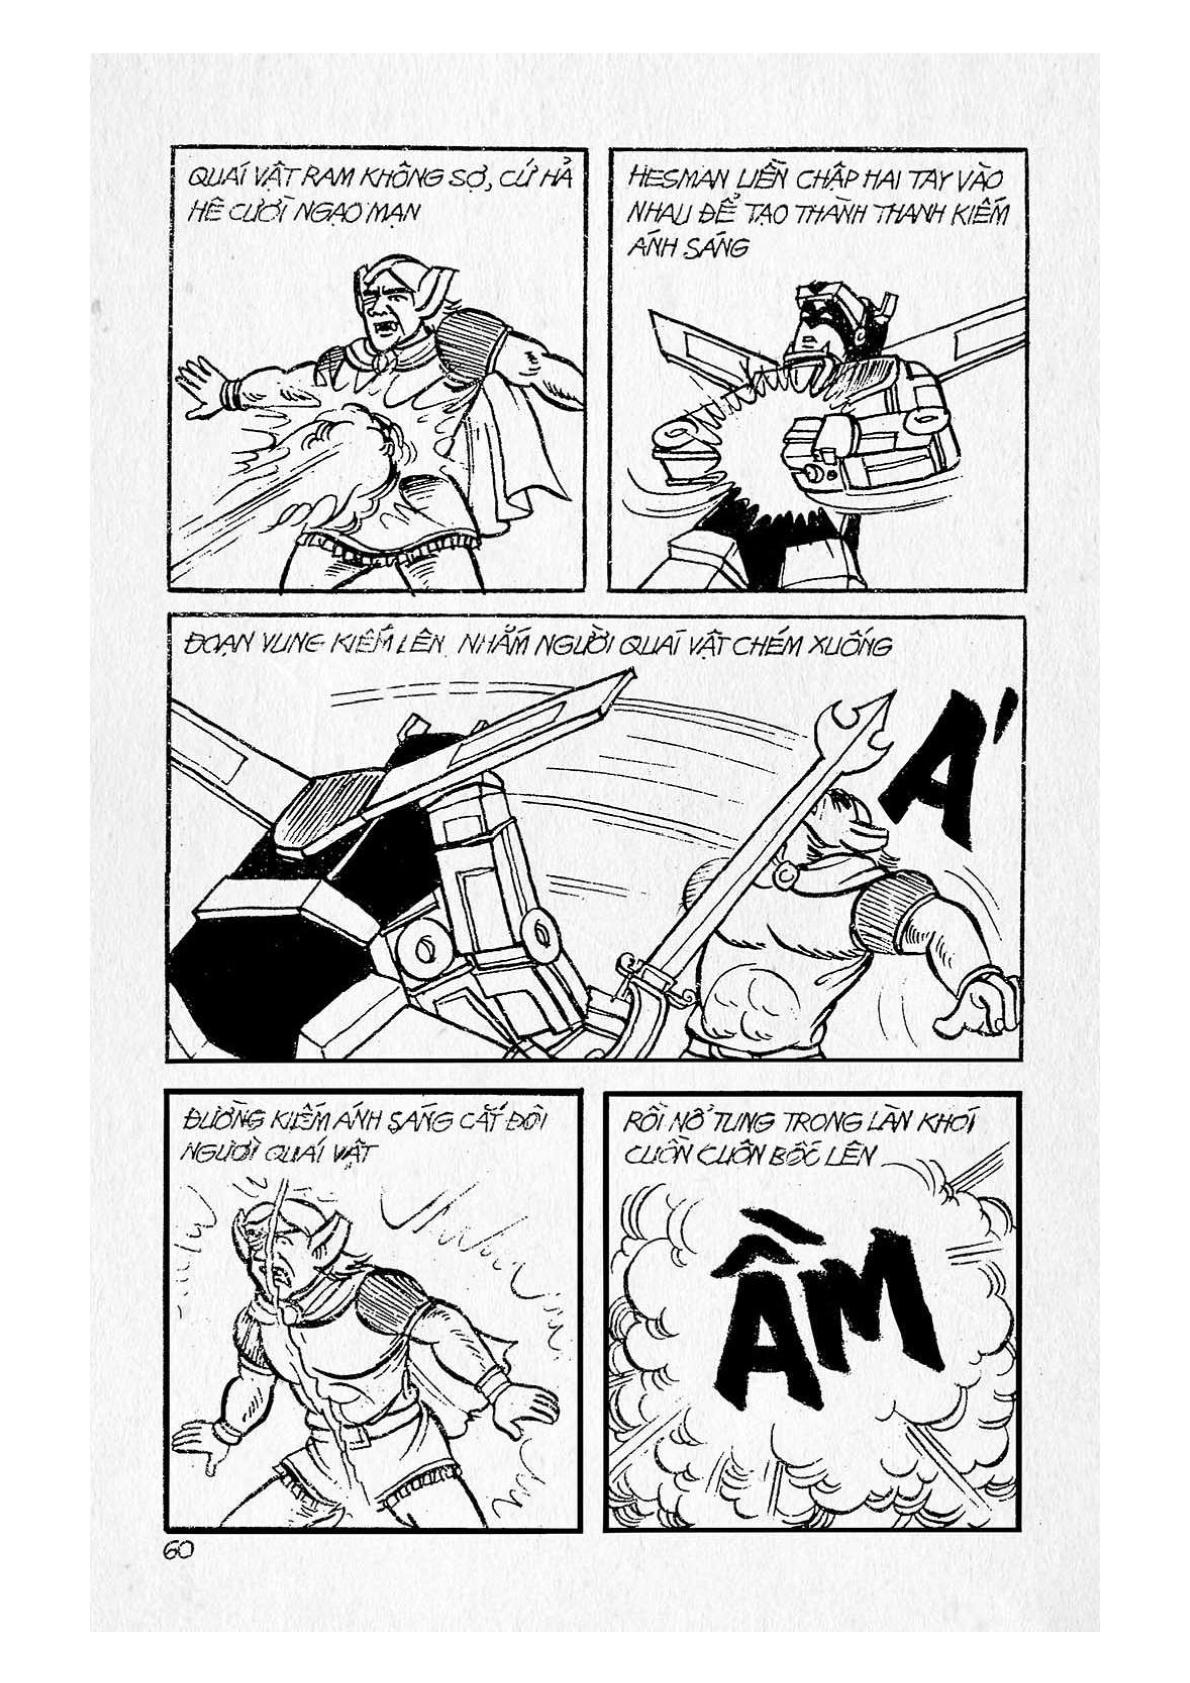 QUAÍ VẬT RAM KHÔNG SỢ, CỨ HẢ
HÊ CƯỜI NGẠO MẠN
HESMAN LIỀN CHẬP HAI TAY VÀO
NHAU ĐỂ TẠO THÀNH THANH KIẾM
ÁNH SÁNG
ĐOẠN VUNG KIẾM LÊN NHẮM NGƯỜI QUAÍ VẬT CHÉM XUỐNG
Á
ĐƯỜNG KIẾM ÁNH SÁNG CẮT ĐÔI
NGƯƠÌ QUAÍ VẬT
RỒI NỔ TUNG TRONG LÀN KHÓI
CUỒN CUỘN BỐC LÊN
ẦM
60